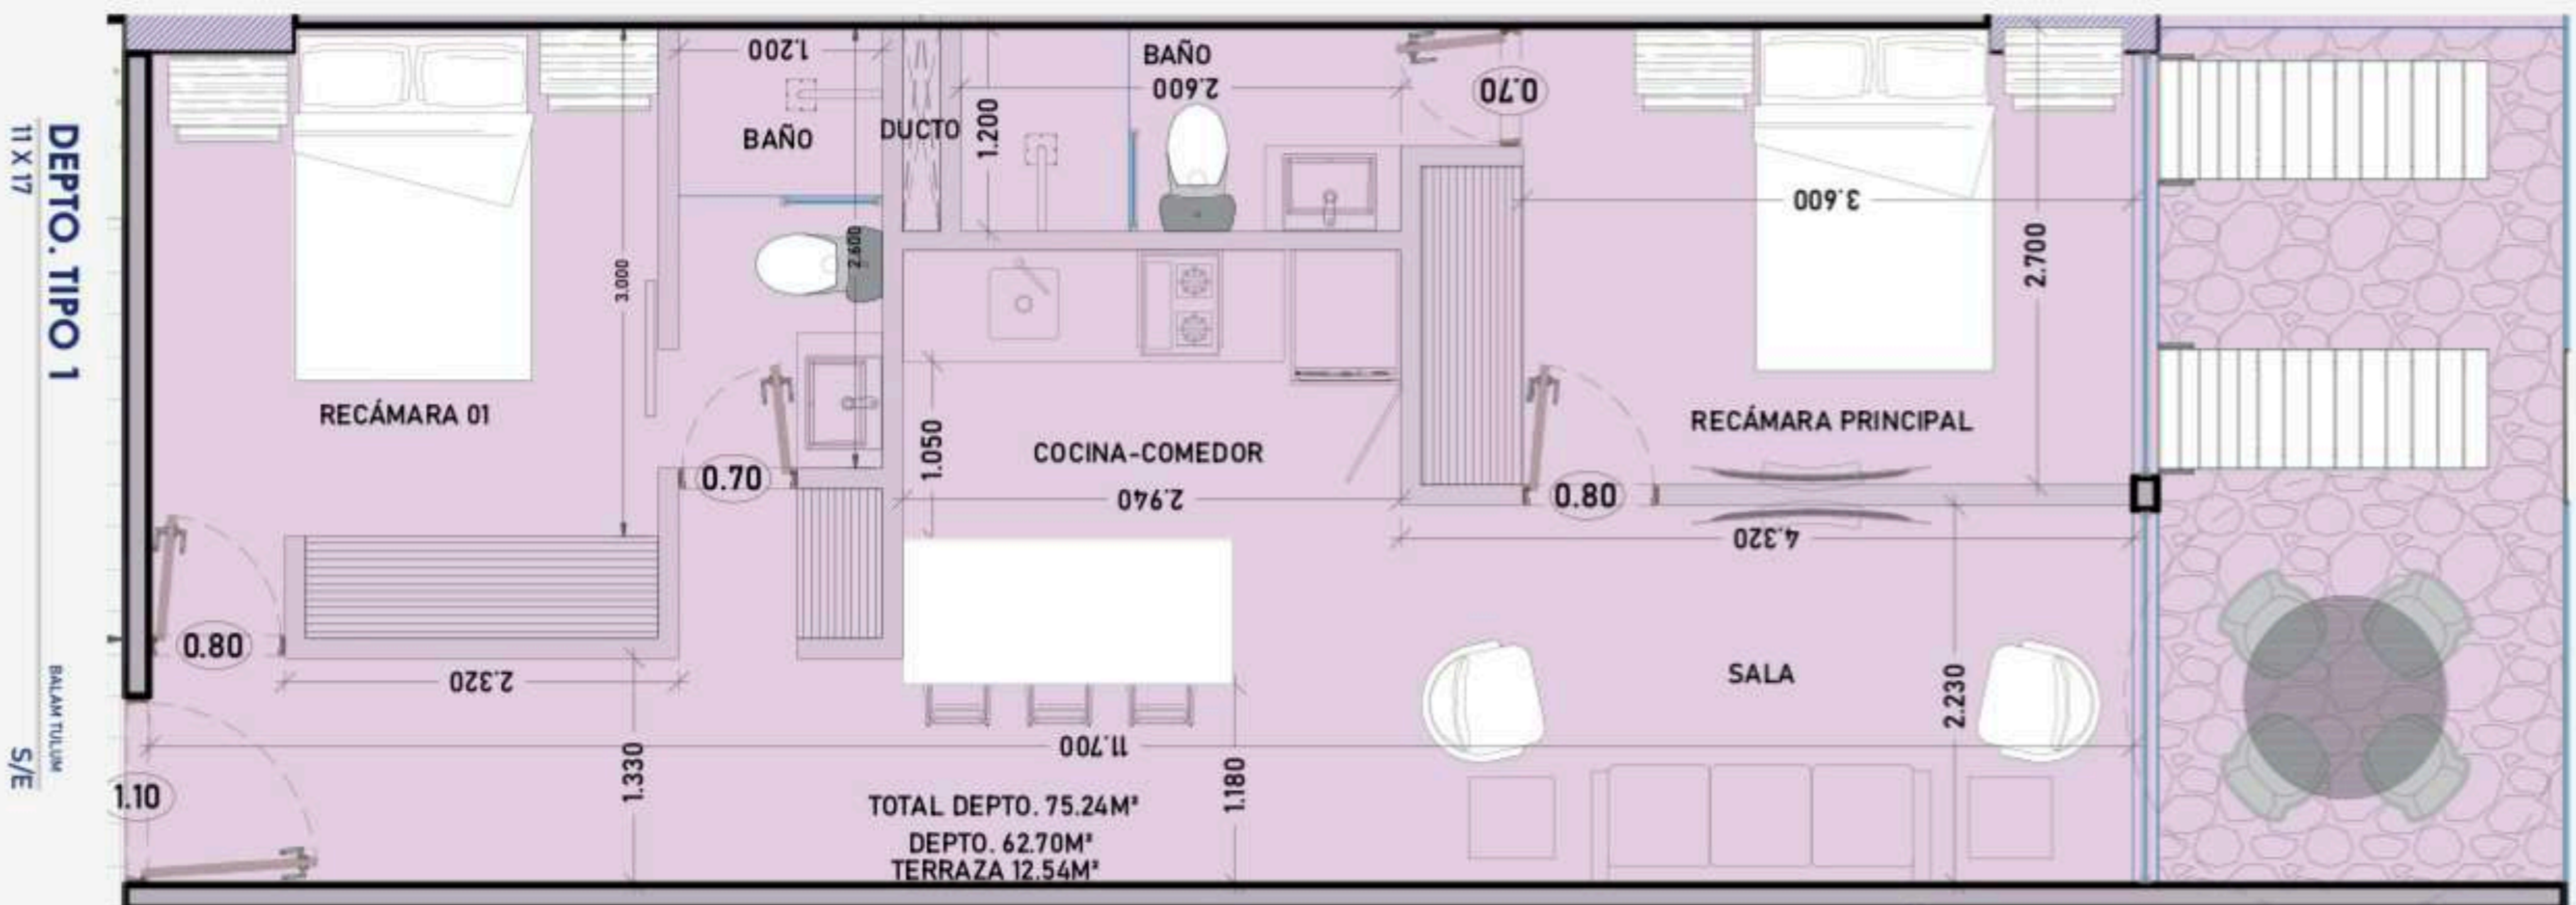 DEPTO. TIPO 1
11 X 17
BALAM TULUM
S/E
1.200
BAÑO
DUCTO
1.200
BAÑO
2.600
0.70
3.600
2.700
3.000
2.600
RECÁMARA 01
0.70
1.050
COCINA-COMEDOR
2.940
RECÁMARA PRINCIPAL
0.80
4.320
0.80
2.320
SALA
2.230
11.700
1.10
1.330
1.180
TOTAL DEPTO. 75.24M²
DEPTO. 62.70M²
TERRAZA 12.54M²